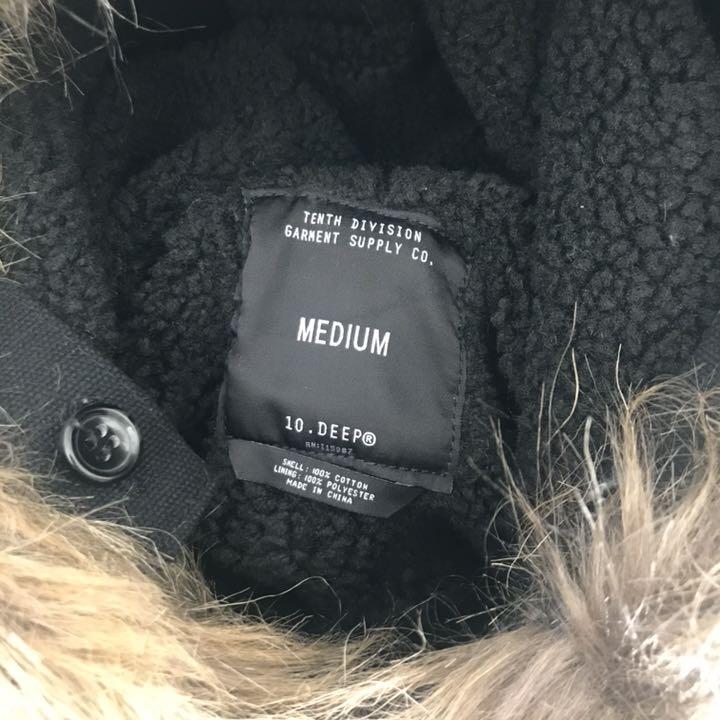 TENTH DIVISION
GARMENT SUPPLY CO.
MEDIUM
10.DEEP®
SHELL: 100% COTTON
LINING: 100% POLYESTER
MADE IN CHINA